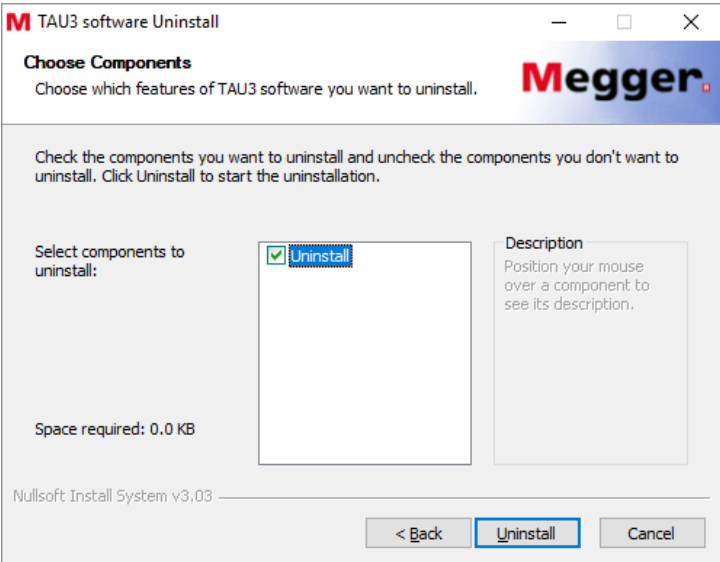 M TAU3 software Uninstall
Choose Components
Choose which features of TAU3 software you want to uninstall.
Megger.
Check the components you want to uninstall and uncheck the components you don't want to
uninstall. Click Uninstall to start the uninstallation.
Select components to
uninstall:
Uninstall
Description
Position your mouse
over a component to
see its description.
Space required: 0.0 KB
Nullsoft Install System v3.03
< Back
Uninstall
Cancel